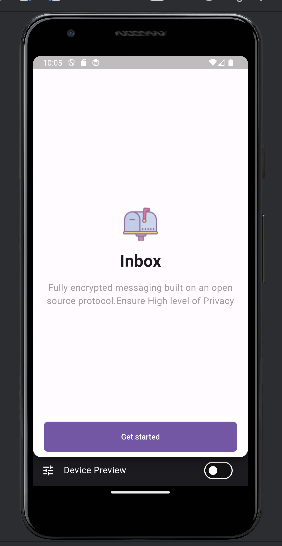 10:05
Inbox
Fully encrypted messaging built on an open
source protocol.Ensure High level of Privacy
Get started
Device Preview